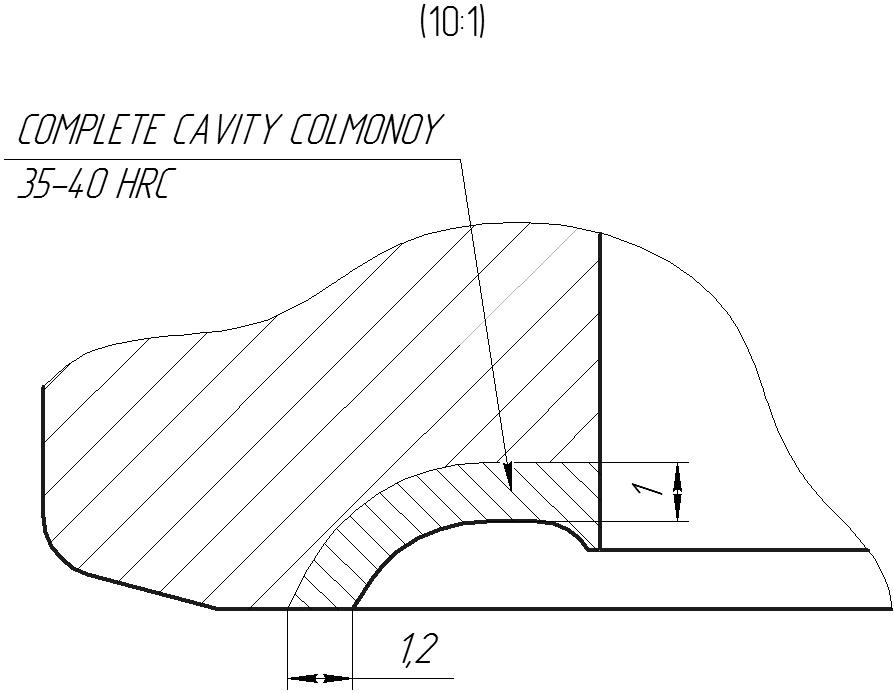 (10:1)
COMPLETE CAVITY COLMONOY
35-40 HRC
1
1,2